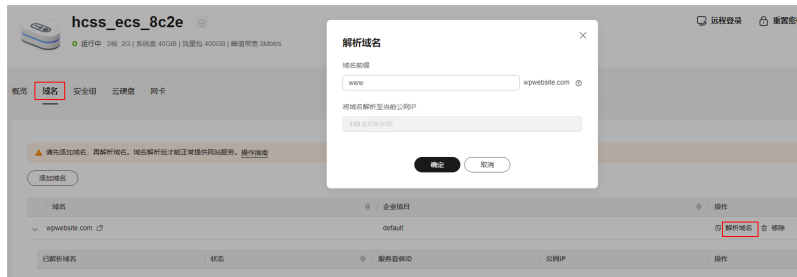 hcss_ecs_8c2e
远程登录
重置密
运行中 2核 2G | 系统盘 40GB | 流量包 400GB | 峰值带宽 3Mbit/s
概览 域名 安全组 云硬盘 网卡
解析域名
域名前缀
www
wpwebsite.com
将域名解析至当前公网IP
139.9.
确定 取消
请先添加域名，再解析域名。域名解析后才能正常提供网站服务。操作指南
添加域名
域名 企业项目 操作
wpwebsite.com default 解析域名 移除
已解析域名 状态 服务套餐ID 公网IP 操作